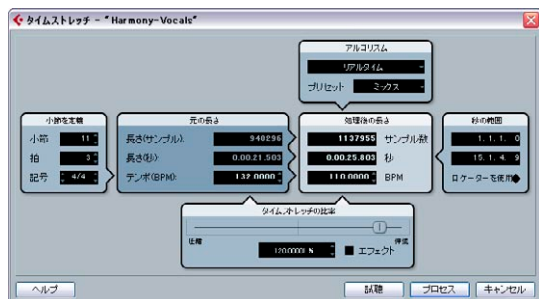 タイムストレッチ - "Harmony-Vocals"
アルゴリズム
リアルタイム
プリセット ミックス
小節を定義
小節 11
拍 3
記号 4/4
元の長さ
長さ(サンプル): 948296
長さ(秒): 0.00.21.503
テンポ(BPM): 132.0000
処理後の長さ
1137955 サンプル数
0.00.25.803 秒
110.0000 BPM
秒の範囲
1. 1. 1. 0
15. 1. 4. 9
ロケーターを使用
タイムストレッチの比率
圧縮 伸張
120.0000 % エフェクト
ヘルプ 試聴 プロセス キャンセル